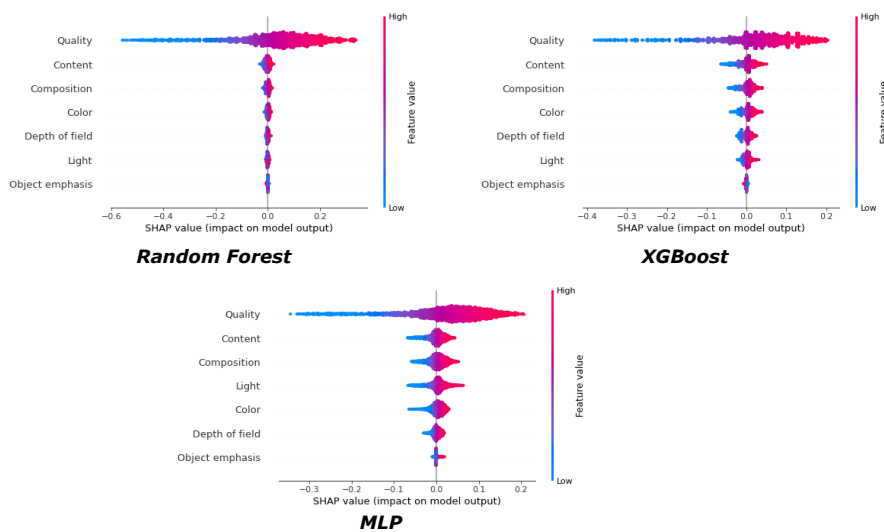 High
Quality
Content
Composition
Color
Depth of field
Light
Object emphasis
Feature value
Low
−0.6 −0.4 −0.2 0.0 0.2
SHAP value (impact on model output)
Random Forest
High
Quality
Content
Composition
Color
Depth of field
Light
Object emphasis
Feature value
Low
−0.4 −0.3 −0.2 −0.1 0.0 0.1 0.2
SHAP value (impact on model output)
XGBoost
High
Quality
Content
Composition
Light
Color
Depth of field
Object emphasis
Feature value
Low
−0.3 −0.2 −0.1 0.0 0.1 0.2
SHAP value (impact on model output)
MLP